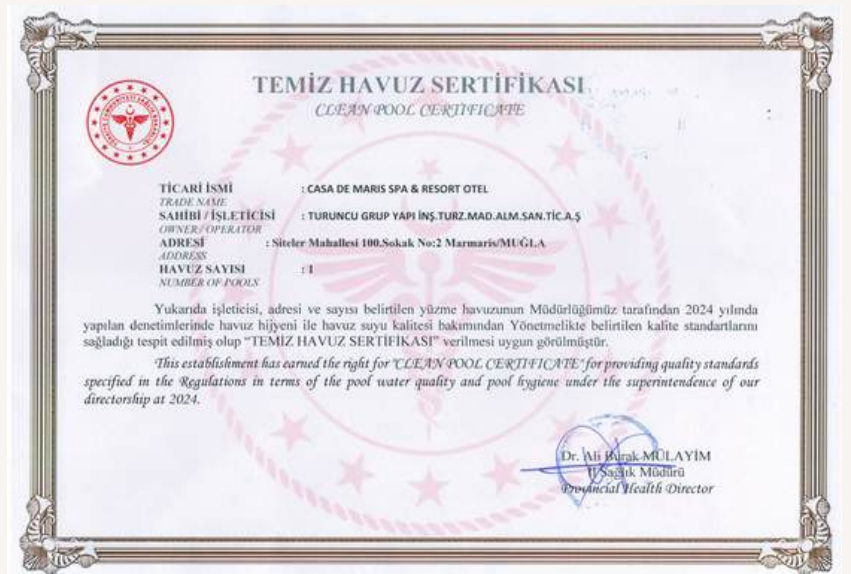 TEMİZ HAVUZ SERTİFİKASI
CLEAN POOL CERTIFICATE
TİCARİ İSMİ : CASA DE MARIS SPA & RESORT OTEL
TRADE NAME
SAHİBİ / İŞLETİCİSİ : TURUNCU GRUP YAPI İNŞ.TURZ.MAD.ALM.SAN.TİC.A.Ş
OWNER / OPERATOR
ADRESİ : Siteler Mahallesi 100.Sokak No:2 Marmaris/MUĞLA
ADDRESS
HAVUZ SAYISI : 1
NUMBER OF POOLS
Yukarıda işleticisi, adresi ve sayısı belirtilen yüzme havuzunun Müdürlüğümüz tarafından 2024 yılında
yapılan denetimlerinde havuz hijyeni ile havuz suyu kalitesi bakımından Yönetmelikte belirtilen kalite standartlarını
sağladığı tespit edilmiş olup “TEMİZ HAVUZ SERTİFİKASI” verilmesi uygun görülmüştür.
This establishment has earned the right for “CLEAN POOL CERTIFICATE” for providing quality standards
specified in the Regulations in terms of the pool water quality and pool hygiene under the superintendence of our
directorship at 2024.
Dr. Ali Burak MÜLAYİM
İl Sağlık Müdürü
Provincial Health Director